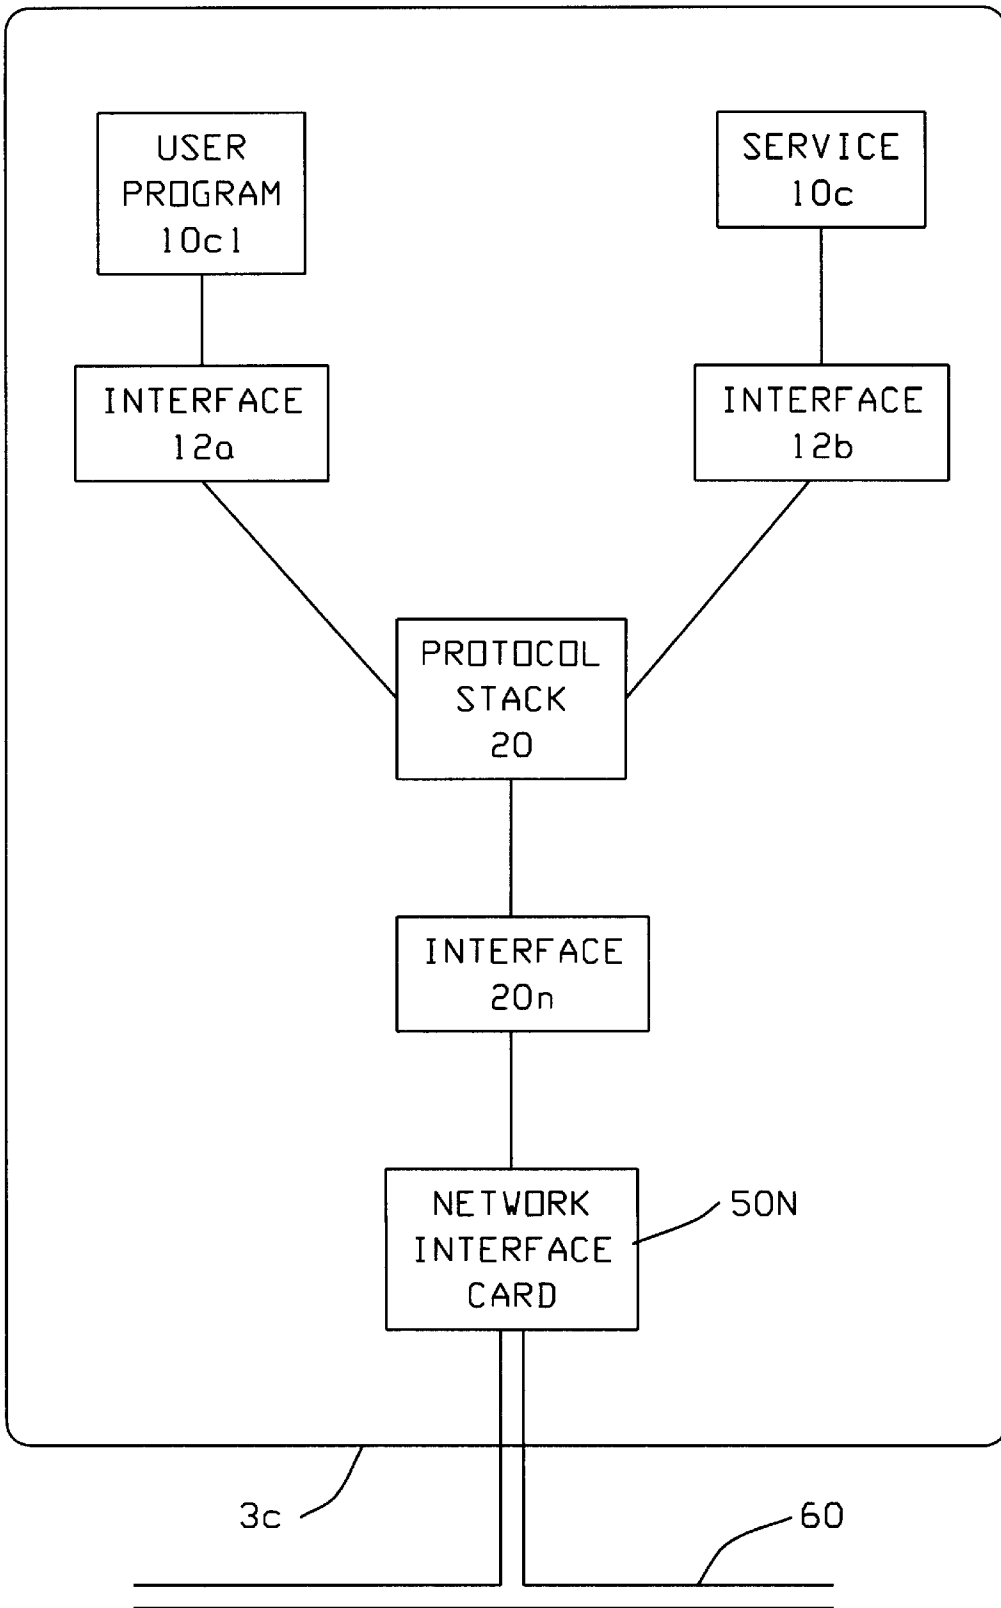 USER
PROGRAM
10c1
SERVICE
10c
INTERFACE
12a
INTERFACE
12b
PROTOCOL
STACK
20
INTERFACE
20n
NETWORK
INTERFACE
CARD
50N
3c
60